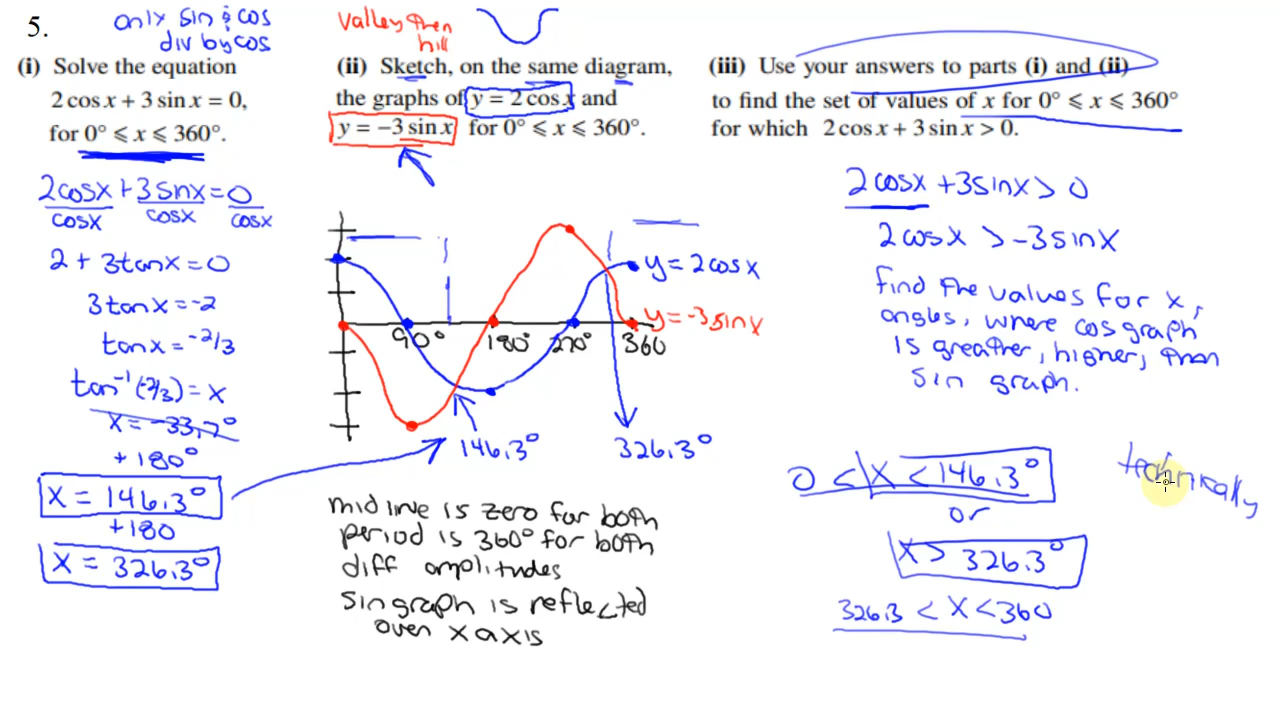 5.
only sin & cos
div by cos
(i) Solve the equation
2 cos x + 3 sin x = 0,
for 0° ⩽ x ⩽ 360°.
2cosx + 3sinx = 0
cosx cosx cosx
2 + 3tanx = 0
3tanx = -2
tanx = -2/3
tan⁻¹(-2/3) = x
x = -33.7°
+180°
x = 146.3°
+180
x = 326.3°
valley then
hill
(ii) Sketch, on the same diagram,
the graphs of y = 2 cos x and
y = −3 sin x for 0° ⩽ x ⩽ 360°.
y = 2cosx
y = -3sinx
90° 180° 270° 360
146.3° 326.3°
midline is zero for both
period is 360° for both
diff amplitudes
sin graph is reflected
over x axis
(iii) Use your answers to parts (i) and (ii)
to find the set of values of x for 0° ⩽ x ⩽ 360°
for which 2 cos x + 3 sin x > 0.
2cosx + 3sinx > 0
2cosx > -3sinx
find the values for x,
angles, where cos graph
is greather, higher, than
sin graph.
0 < x < 146.3°
or
x > 326.3°
326.3 < x < 360
technically